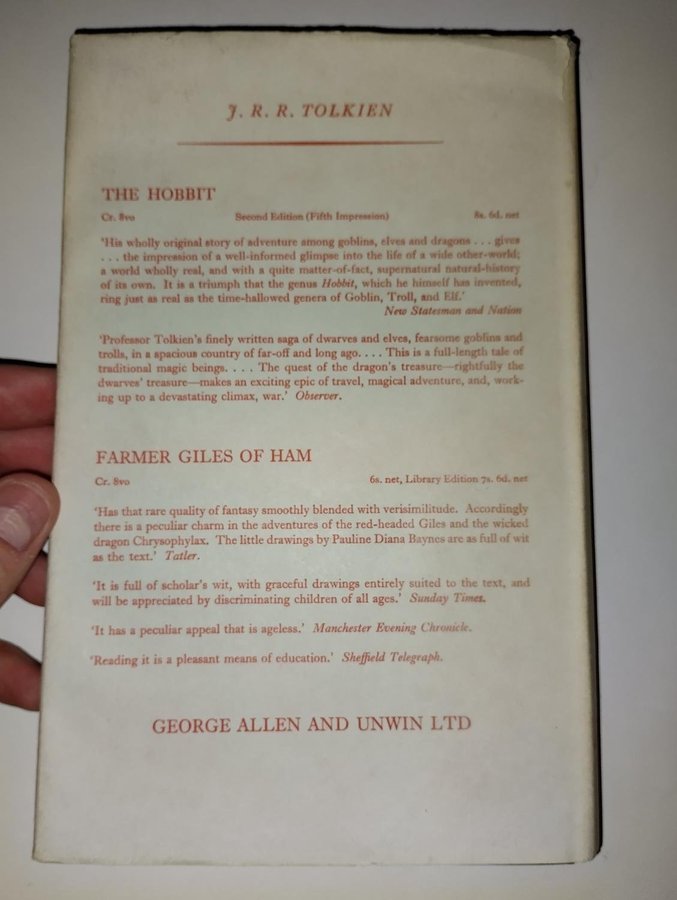 J. R. R. TOLKIEN
THE HOBBIT
Cr. 8vo Second Edition (Fifth Impression) 8s. 6d. net
'His wholly original story of adventure among goblins, elves and dragons . . . gives
. . . the impression of a well-informed glimpse into the life of a wide other-world;
a world wholly real, and with a quite matter-of-fact, supernatural natural-history
of its own. It is a triumph that the genus Hobbit, which he himself has invented,
ring just as real as the time-hallowed genera of Goblin, Troll, and Elf.'
New Statesman and Nation
'Professor Tolkien's finely written saga of dwarves and elves, fearsome goblins and
trolls, in a spacious country of far-off and long ago. . . . This is a full-length tale of
traditional magic beings. . . . The quest of the dragon's treasure—rightfully the
dwarves' treasure—makes an exciting epic of travel, magical adventure, and, work-
ing up to a devastating climax, war.' Observer.
FARMER GILES OF HAM
Cr. 8vo 6s. net, Library Edition 7s. 6d. net
'Has that rare quality of fantasy smoothly blended with verisimilitude. Accordingly
there is a peculiar charm in the adventures of the red-headed Giles and the wicked
dragon Chrysophylax. The little drawings by Pauline Diana Baynes are as full of wit
as the text.' Tatler.
'It is full of scholar's wit, with graceful drawings entirely suited to the text, and
will be appreciated by discriminating children of all ages.' Sunday Times.
'It has a peculiar appeal that is ageless.' Manchester Evening Chronicle.
'Reading it is a pleasant means of education.' Sheffield Telegraph.
GEORGE ALLEN AND UNWIN LTD